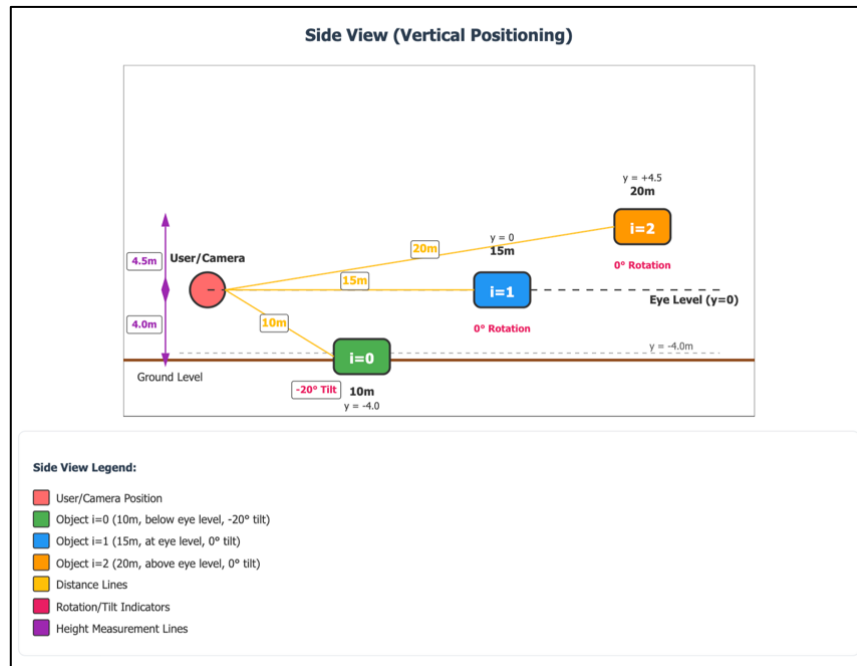 Side View (Vertical Positioning)
y = +4.5
20m
i=2
0° Rotation
y = 0
15m
20m
4.5m
User/Camera
15m
i=1
Eye Level (y=0)
0° Rotation
4.0m
10m
y = -4.0m
i=0
Ground Level
-20° Tilt
10m
y = -4.0
Side View Legend:
User/Camera Position
Object i=0 (10m, below eye level, -20° tilt)
Object i=1 (15m, at eye level, 0° tilt)
Object i=2 (20m, above eye level, 0° tilt)
Distance Lines
Rotation/Tilt Indicators
Height Measurement Lines